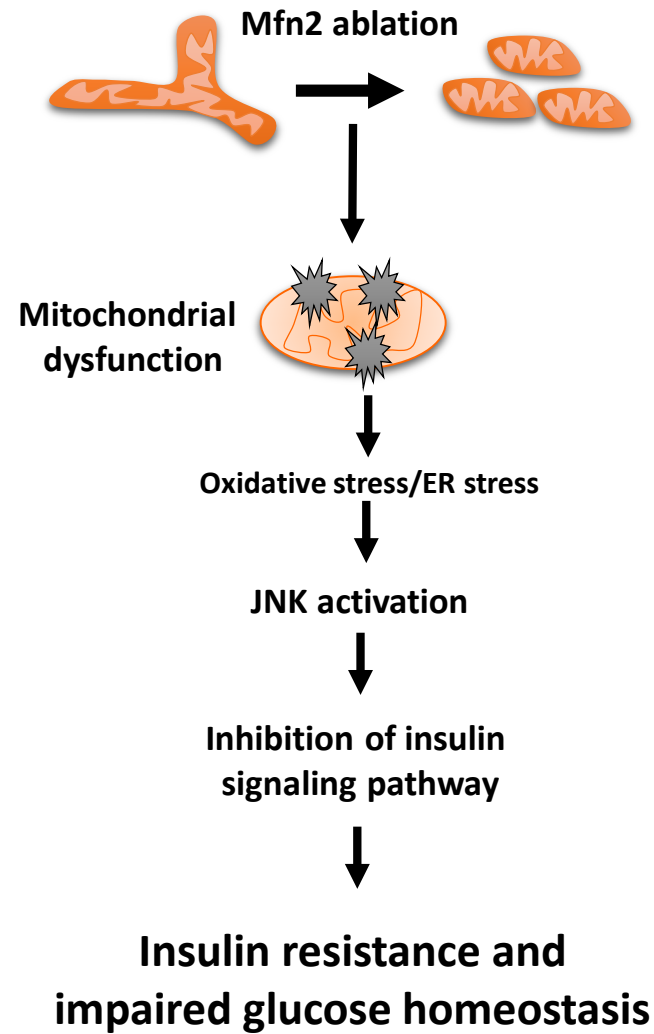 Mfn2 ablation
Mitochondrial
dysfunction
Oxidative stress/ER stress
JNK activation
Inhibition of insulin
signaling pathway
Insulin resistance and
impaired glucose homeostasis